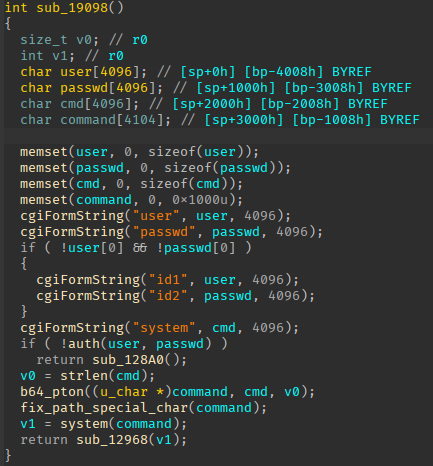 int sub_19098()
{
  size_t v0; // r0
  int v1; // r0
  char user[4096]; // [sp+0h] [bp-4008h] BYREF
  char passwd[4096]; // [sp+1000h] [bp-3008h] BYREF
  char cmd[4096]; // [sp+2000h] [bp-2008h] BYREF
  char command[4104]; // [sp+3000h] [bp-1008h] BYREF

  memset(user, 0, sizeof(user));
  memset(passwd, 0, sizeof(passwd));
  memset(cmd, 0, sizeof(cmd));
  memset(command, 0, 0x1000u);
  cgiFormString("user", user, 4096);
  cgiFormString("passwd", passwd, 4096);
  if ( !user[0] && !passwd[0] )
  {
    cgiFormString("id1", user, 4096);
    cgiFormString("id2", passwd, 4096);
  }
  cgiFormString("system", cmd, 4096);
  if ( !auth(user, passwd) )
    return sub_128A0();
  v0 = strlen(cmd);
  b64_pton((u_char *)command, cmd, v0);
  fix_path_special_char(command);
  v1 = system(command);
  return sub_12968(v1);
}